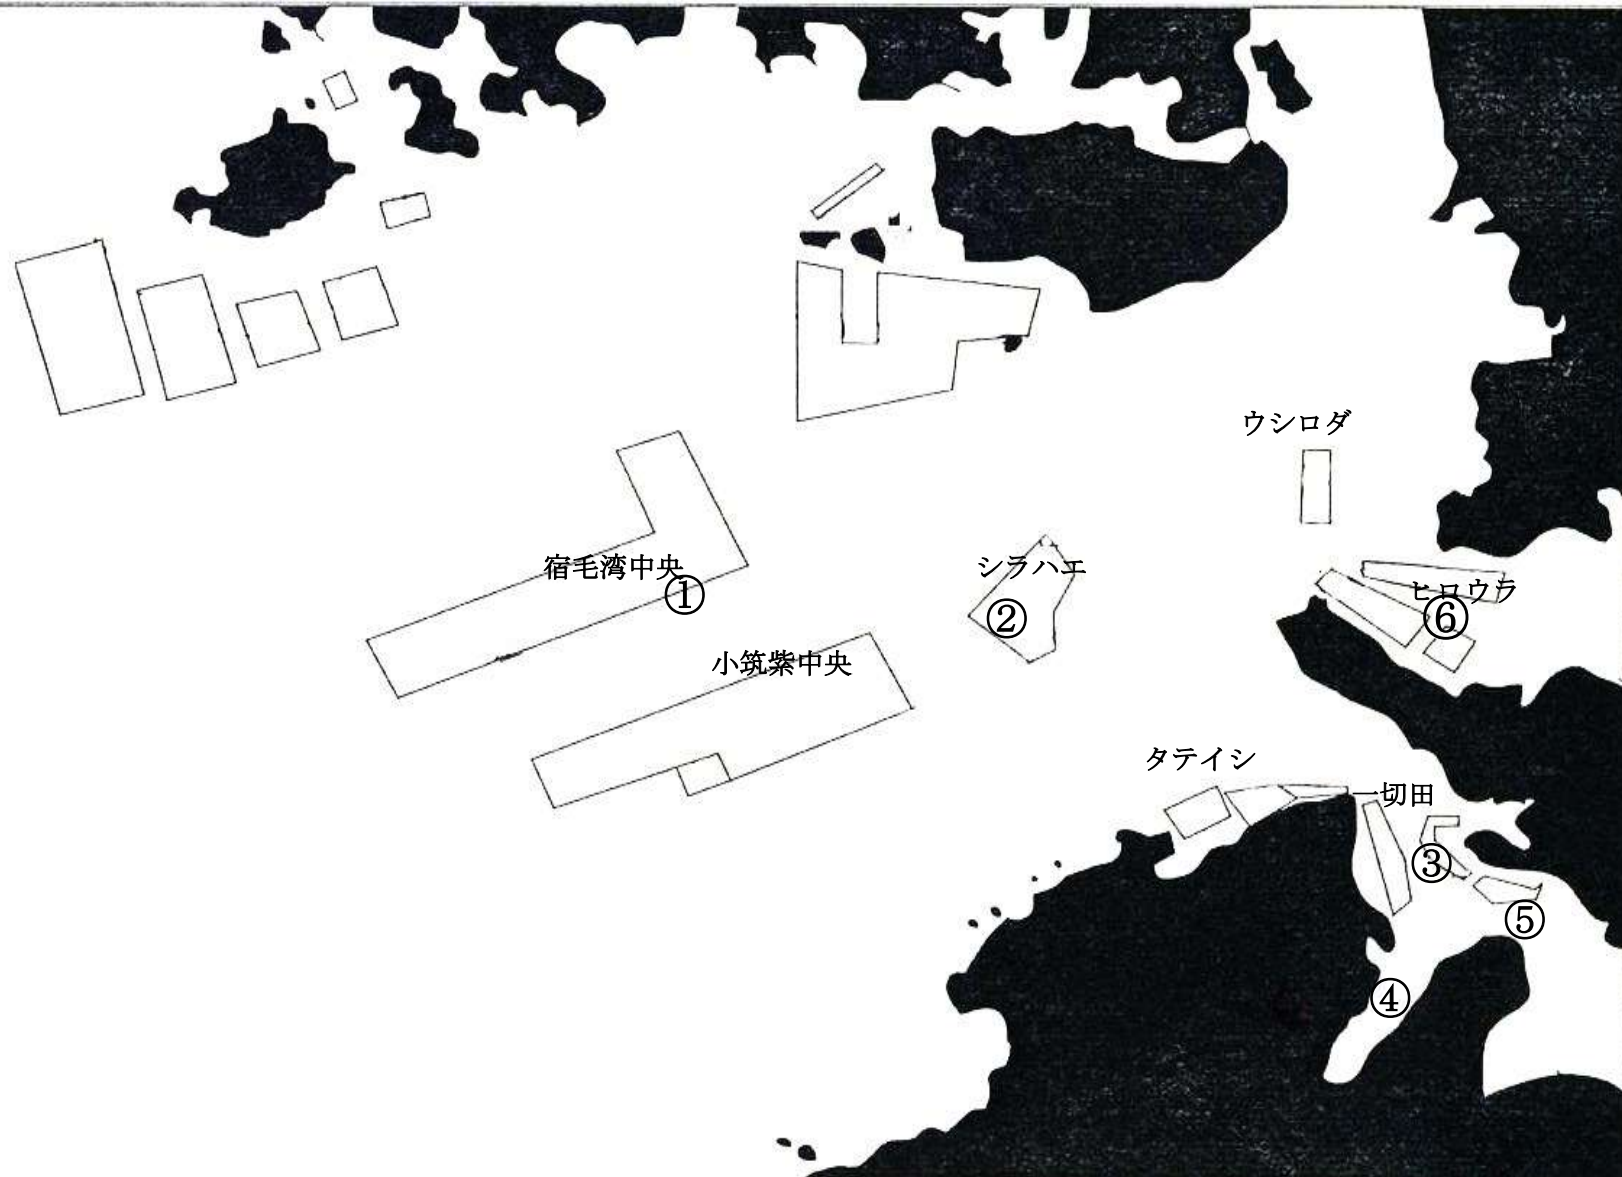 ウシロダ
宿毛湾中央
①
シラハエ
②
ヒロウラ
⑥
小筑紫中央
タテイシ
一切田
③
⑤
④